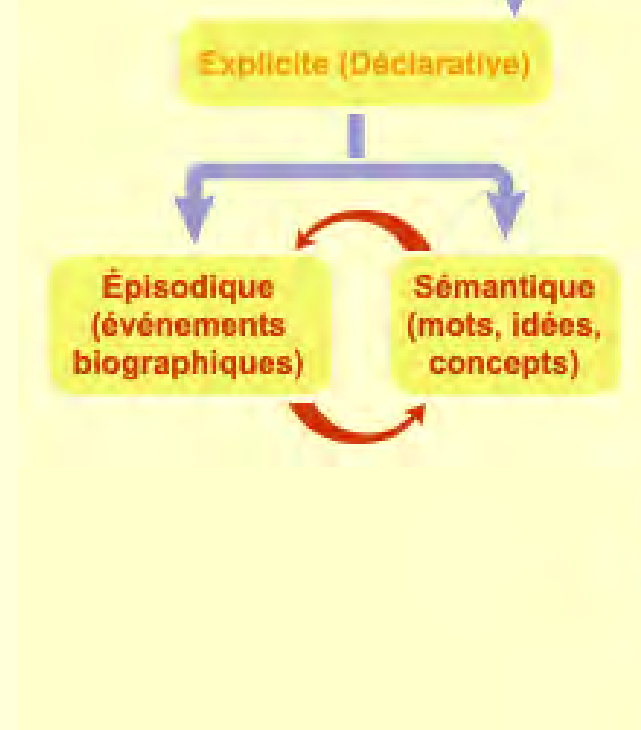 Explicite (Déclarative)
Épisodique
(événements
biographiques)
Sémantique
(mots, idées,
concepts)